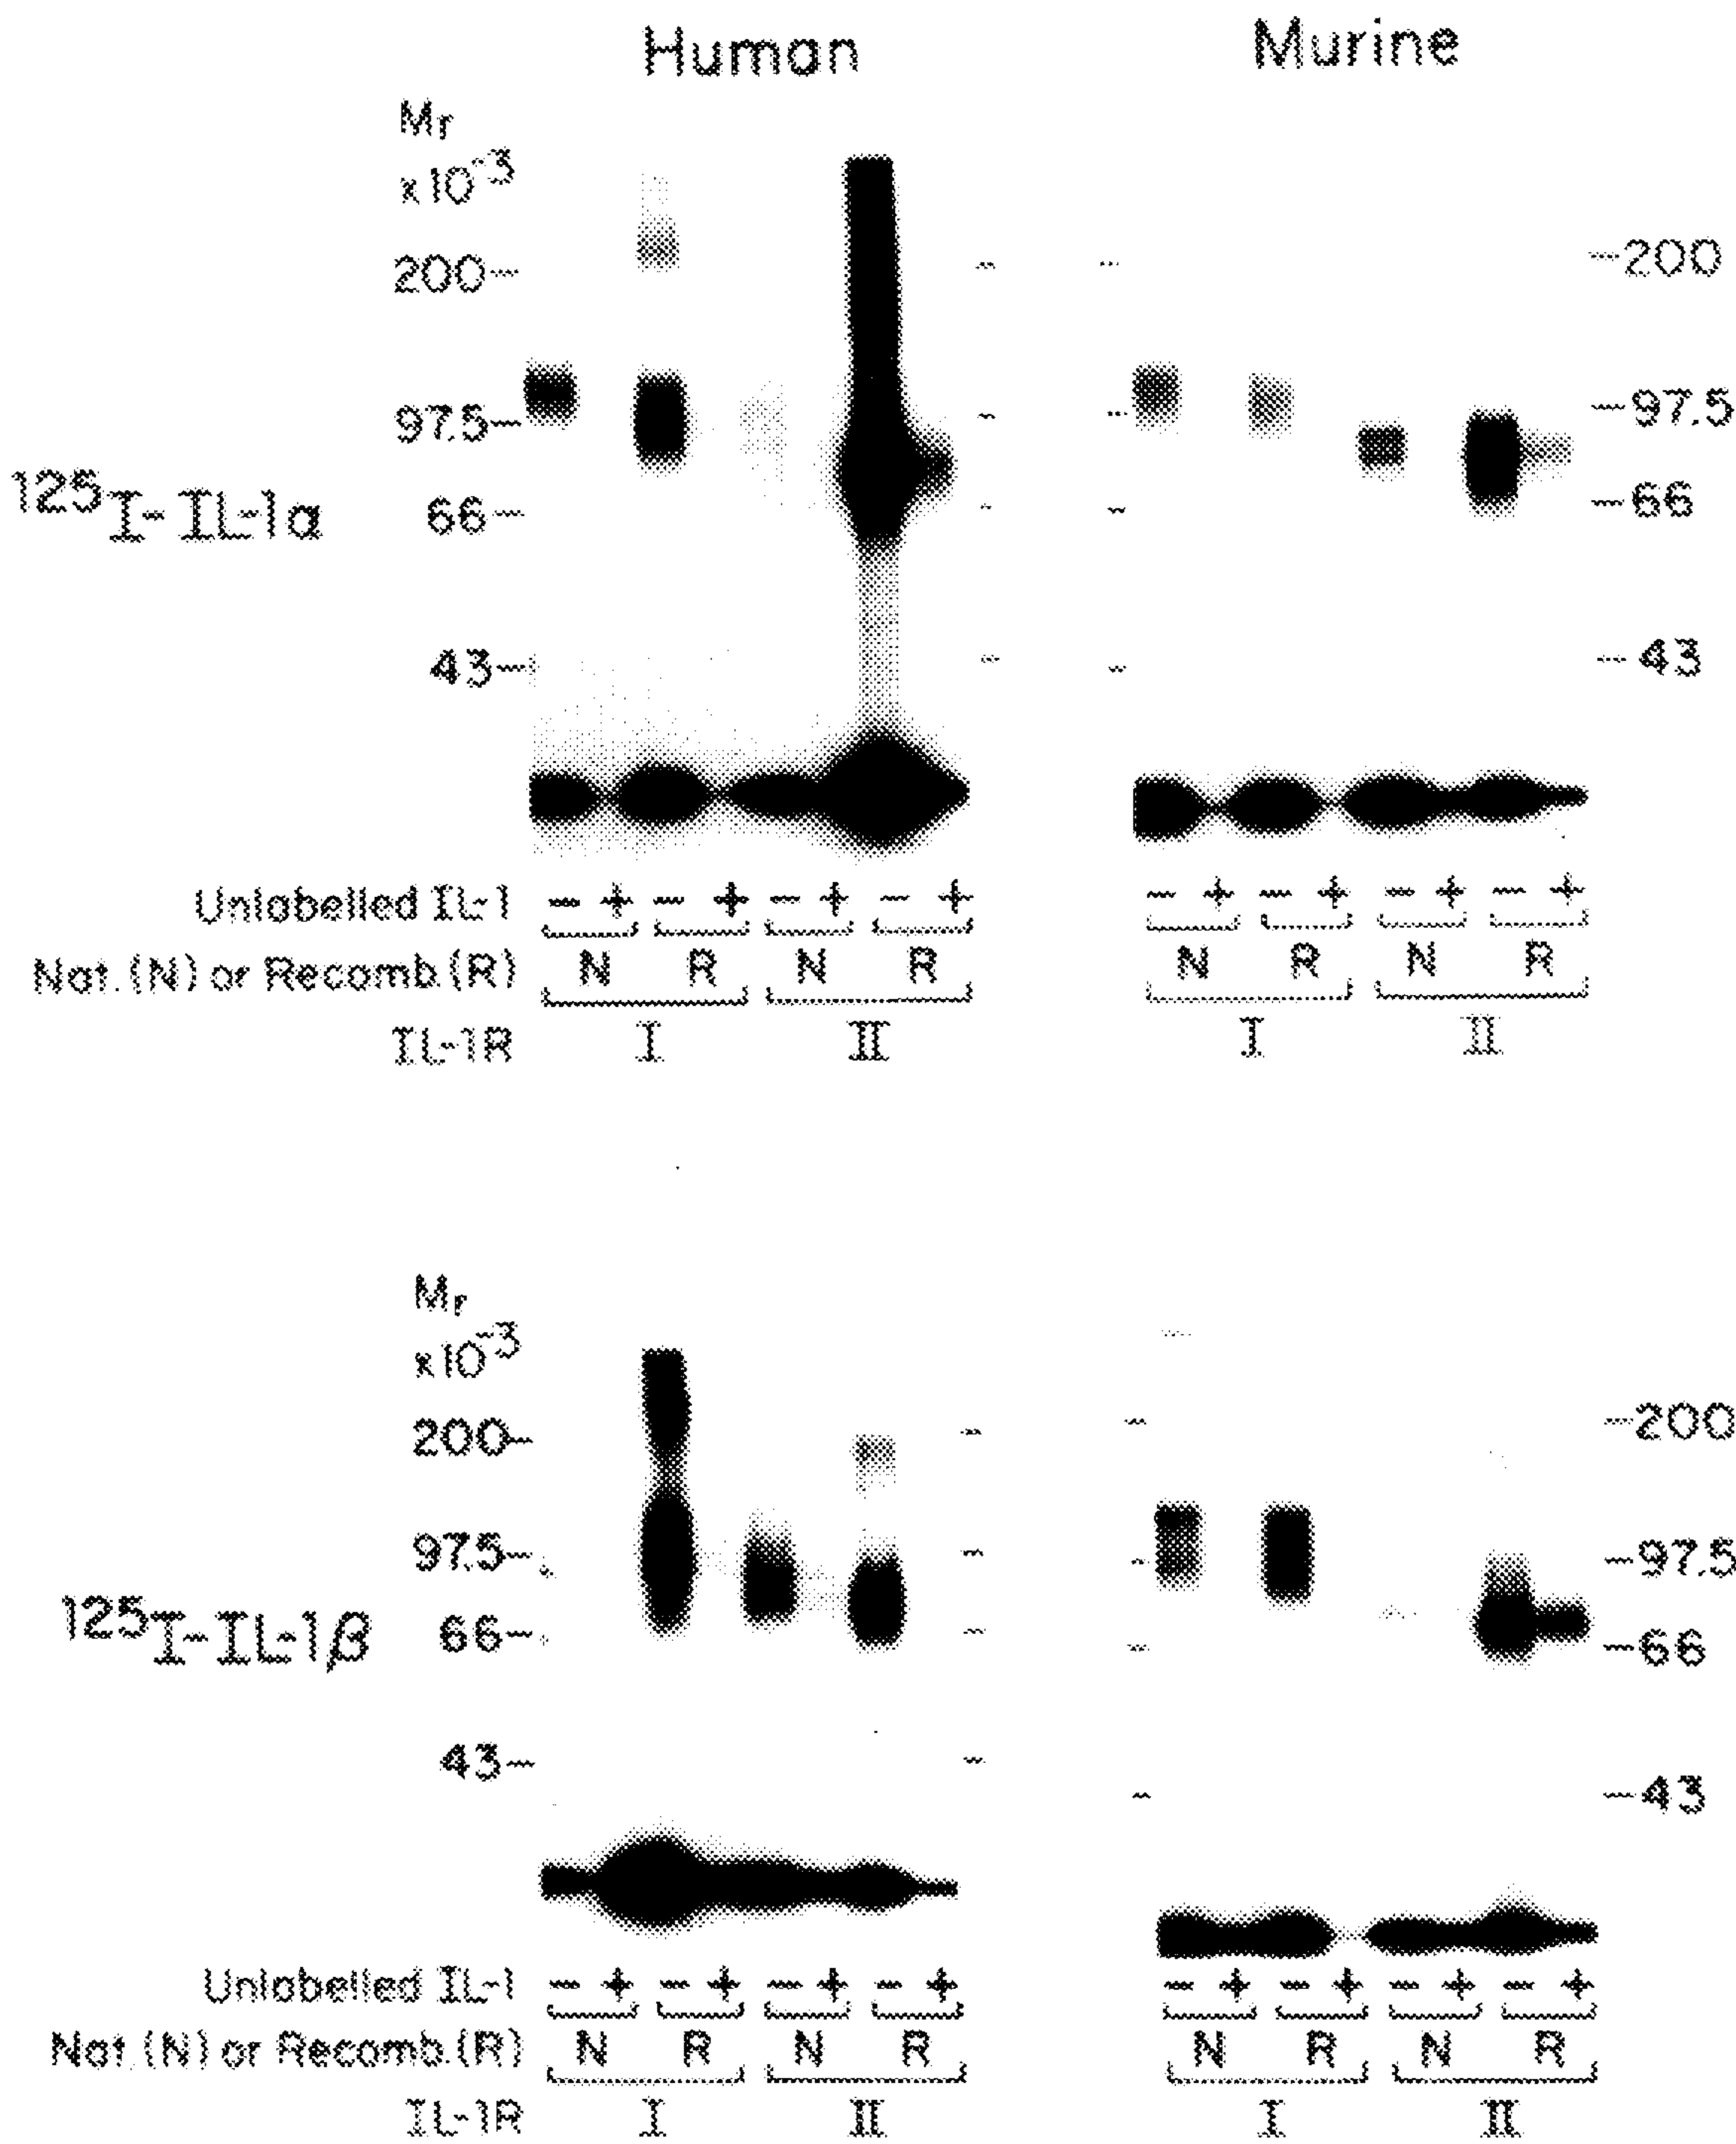 Human Murine
Mr
x10⁻³
200 200
97.5 97.5
¹²⁵I-IL-1α
66 66
43 43
Unlabelled IL-1 − + − + − + − + − + − + − + − +
Nat. (N) or Recomb. (R) N R N R N R N R
IL-1R I II I II
Mr
x10⁻³
200 200
97.5 97.5
¹²⁵I-IL-1β
66 66
43 43
Unlabelled IL-1 − + − + − + − + − + − + − + − +
Nat. (N) or Recomb. (R) N R N R N R N R
IL-1R I II I II